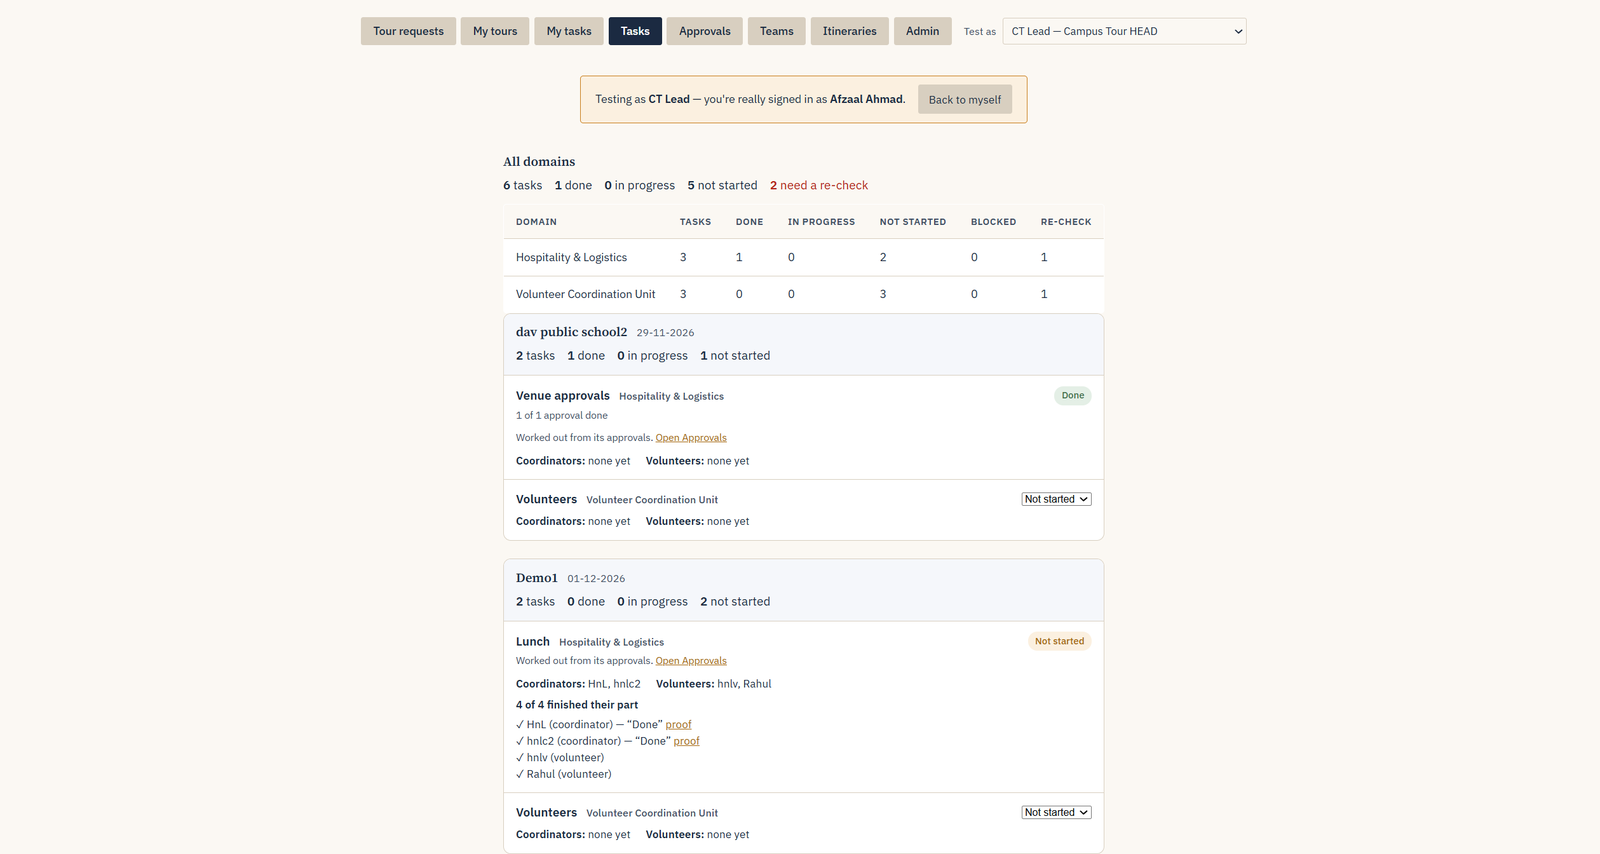 Tour requests My tours My tasks Tasks Approvals Teams Itineraries Admin Test as CT Lead — Campus Tour HEAD
Testing as CT Lead — you're really signed in as Afzaal Ahmad. Back to myself
All domains
6 tasks 1 done 0 in progress 5 not started 2 need a re-check
DOMAIN TASKS DONE IN PROGRESS NOT STARTED BLOCKED RE-CHECK
Hospitality & Logistics 3 1 0 2 0 1
Volunteer Coordination Unit 3 0 0 3 0 1
dav public school2 29-11-2026
2 tasks 1 done 0 in progress 1 not started
Venue approvals Hospitality & Logistics Done
1 of 1 approval done
Worked out from its approvals. Open Approvals
Coordinators: none yet Volunteers: none yet
Volunteers Volunteer Coordination Unit Not started
Coordinators: none yet Volunteers: none yet
Demo1 01-12-2026
2 tasks 0 done 0 in progress 2 not started
Lunch Hospitality & Logistics Not started
Worked out from its approvals. Open Approvals
Coordinators: HnL, hnlc2 Volunteers: hnlv, Rahul
4 of 4 finished their part
✓ HnL (coordinator) — “Done” proof
✓ hnlc2 (coordinator) — “Done” proof
✓ hnlv (volunteer)
✓ Rahul (volunteer)
Volunteers Volunteer Coordination Unit Not started
Coordinators: none yet Volunteers: none yet